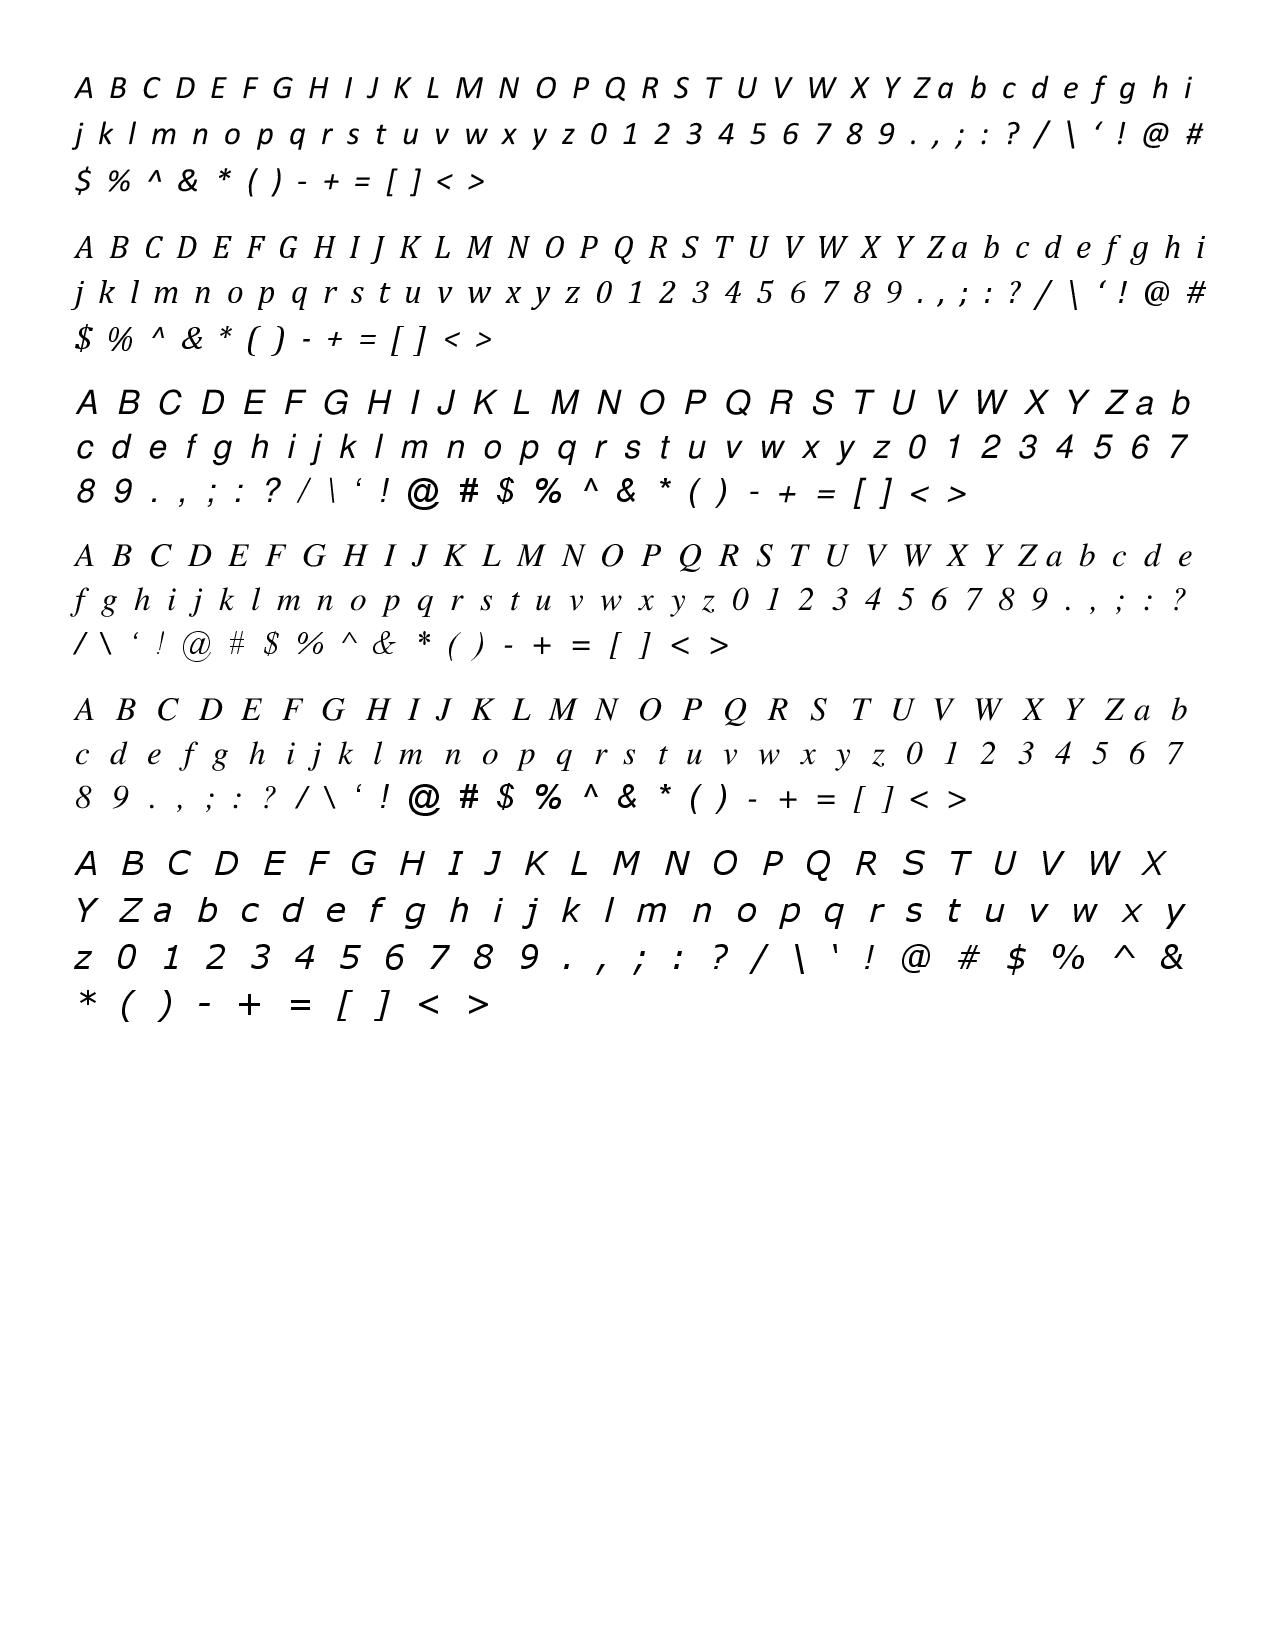 A B C D E F G H I J K L M N O P Q R S T U V W X Y Z a b c d e f g h i
j k l m n o p q r s t u v w x y z 0 1 2 3 4 5 6 7 8 9 . , ; : ? / \ ‘ ! @ #
$ % ^ & * ( ) - + = [ ] < >
A B C D E F G H I J K L M N O P Q R S T U V W X Y Z a b c d e f g h i
j k l m n o p q r s t u v w x y z 0 1 2 3 4 5 6 7 8 9 . , ; : ? / \ ‘ ! @ #
$ % ^ & * ( ) - + = [ ] < >
A B C D E F G H I J K L M N O P Q R S T U V W X Y Z a b
c d e f g h i j k l m n o p q r s t u v w x y z 0 1 2 3 4 5 6 7
8 9 . , ; : ? / \ ‘ ! @ # $ % ^ & * ( ) - + = [ ] < >
A B C D E F G H I J K L M N O P Q R S T U V W X Y Z a b c d e
f g h i j k l m n o p q r s t u v w x y z 0 1 2 3 4 5 6 7 8 9 . , ; : ?
/ \ ‘ ! @ # $ % ^ & * ( ) - + = [ ] < >
A B C D E F G H I J K L M N O P Q R S T U V W X Y Z a b
c d e f g h i j k l m n o p q r s t u v w x y z 0 1 2 3 4 5 6 7
8 9 . , ; : ? / \ ‘ ! @ # $ % ^ & * ( ) - + = [ ] < >
A B C D E F G H I J K L M N O P Q R S T U V W X
Y Z a b c d e f g h i j k l m n o p q r s t u v w x y
z 0 1 2 3 4 5 6 7 8 9 . , ; : ? / \ ‘ ! @ # $ % ^ &
* ( ) - + = [ ] < >